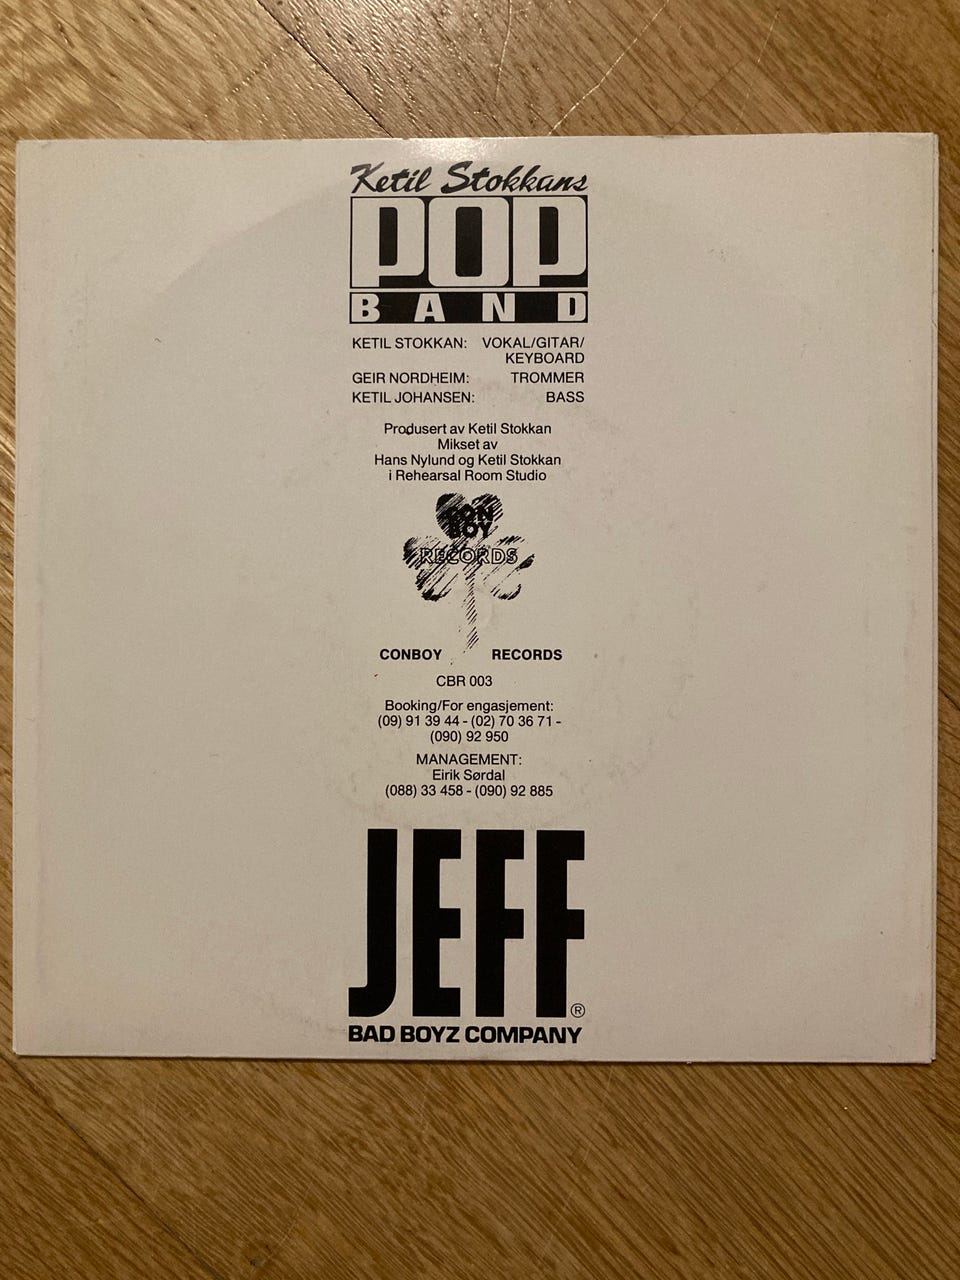 Ketil Stokkans
POP
BAND
KETIL STOKKAN: VOKAL/GITAR/
KEYBOARD
GEIR NORDHEIM: TROMMER
KETIL JOHANSEN: BASS
Produsert av Ketil Stokkan
Mikset av
Hans Nylund og Ketil Stokkan
i Rehearsal Room Studio
CON
BOY
RECORDS
CONBOY RECORDS
CBR 003
Booking/For engasjement:
(09) 91 39 44 - (02) 70 36 71 -
(090) 92 950
MANAGEMENT:
Eirik Sørdal
(088) 33 458 - (090) 92 885
JEFF®
BAD BOYZ COMPANY